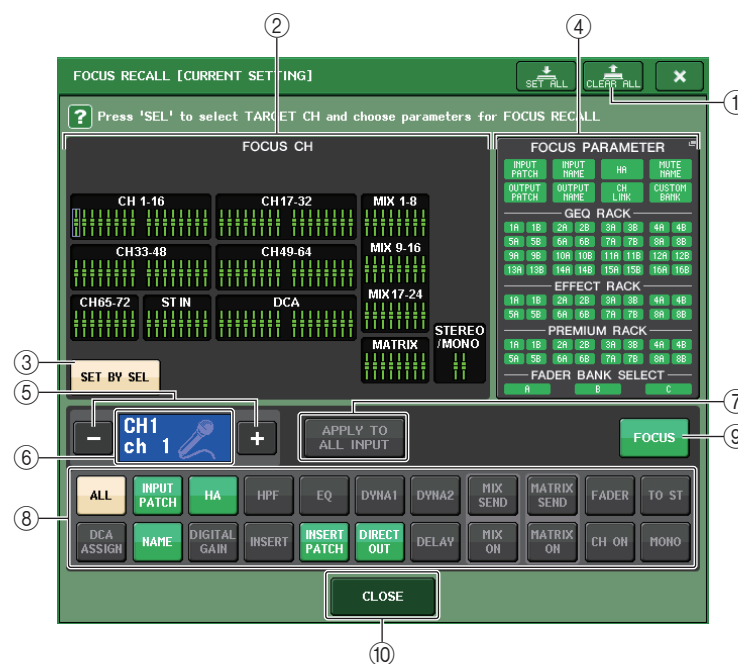 ② ④
FOCUS RECALL [CURRENT SETTING] SET ALL CLEAR ALL ×
①
? Press 'SEL' to select TARGET CH and choose parameters for FOCUS RECALL
FOCUS CH
CH 1-16 CH17-32 MIX 1-8
CH33-48 CH49-64 MIX 9-16
CH65-72 ST IN DCA MIX17-24
MATRIX STEREO /MONO
FOCUS PARAMETER
INPUT PATCH INPUT NAME HA MUTE NAME
OUTPUT PATCH OUTPUT NAME CH LINK CUSTOM BANK
GEQ RACK
1A 1B 2A 2B 3A 3B 4A 4B
5A 5B 6A 6B 7A 7B 8A 8B
9A 9B 10A 10B 11A 11B 12A 12B
13A 13B 14A 14B 15A 15B 16A 16B
EFFECT RACK
1A 1B 2A 2B 3A 3B 4A 4B
5A 5B 6A 6B 7A 7B 8A 8B
PREMIUM RACK
1A 1B 2A 2B 3A 3B 4A 4B
5A 5B 6A 6B 7A 7B 8A 8B
FADER BANK SELECT
A B C
③
SET BY SEL
⑤ ⑦
− CH1 +
ch 1
⑥
APPLY TO
ALL INPUT
FOCUS ⑨
⑧
ALL INPUT PATCH HA HPF EQ DYNA1 DYNA2 MIX SEND MATRIX SEND FADER TO ST
DCA ASSIGN NAME DIGITAL GAIN INSERT INSERT PATCH DIRECT OUT DELAY MIX ON MATRIX ON CH ON MONO
CLOSE
⑩